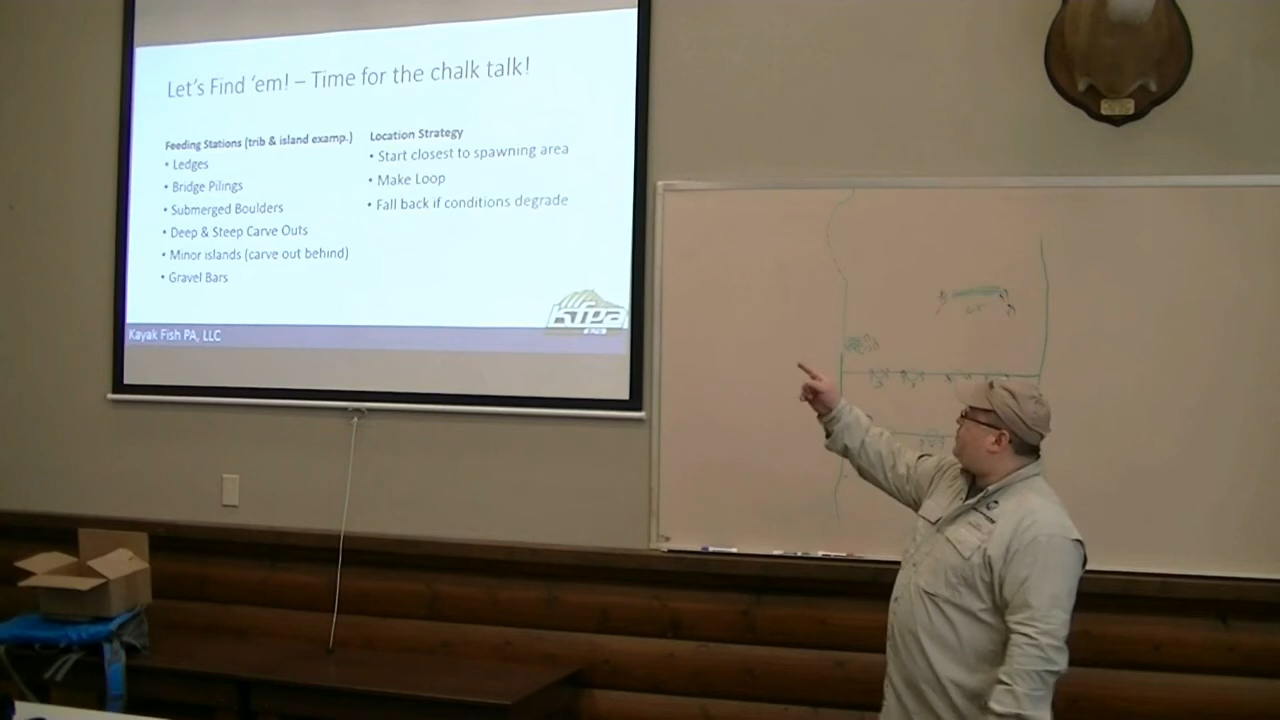 Let's Find 'em! – Time for the chalk talk!
Feeding Stations (trib & island examp.)
• Ledges
• Bridge Pilings
• Submerged Boulders
• Deep & Steep Carve Outs
• Minor islands (carve out behind)
• Gravel Bars
Location Strategy
• Start closest to spawning area
• Make Loop
• Fall back if conditions degrade
kfpa
Kayak Fish PA, LLC